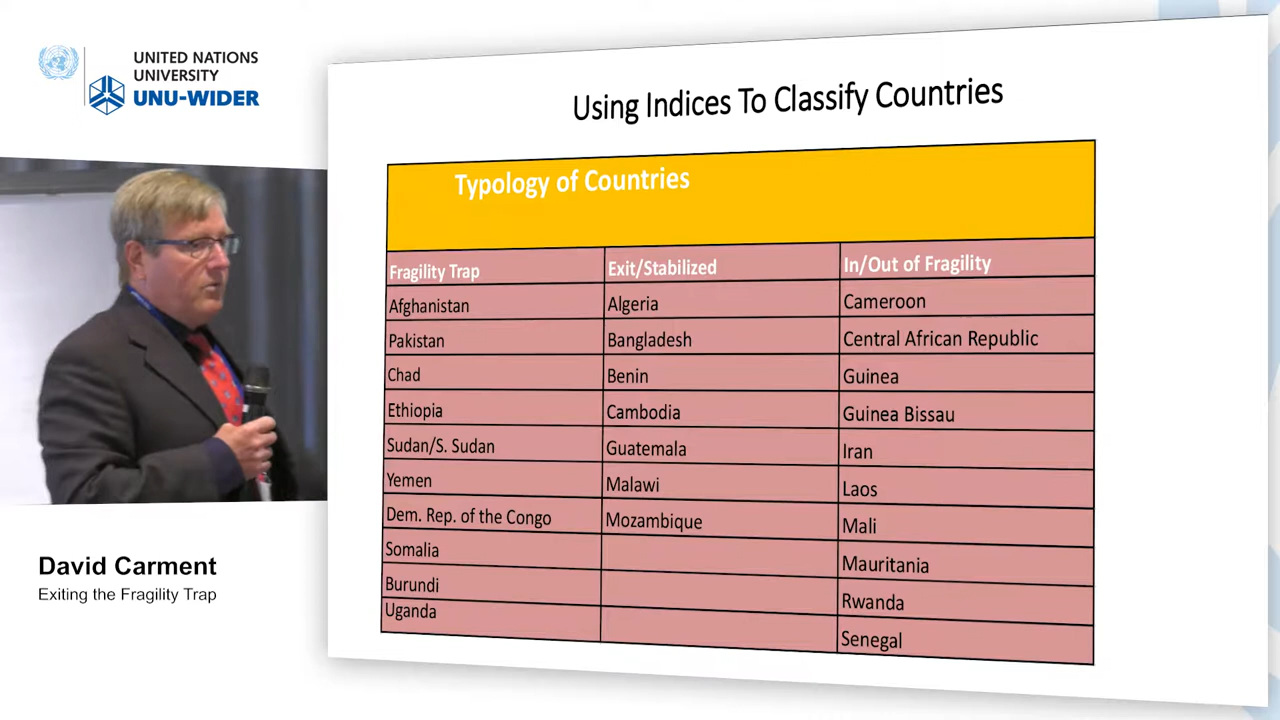 UNITED NATIONS
UNIVERSITY
UNU-WIDER
David Carment
Exiting the Fragility Trap
Using Indices To Classify Countries
Typology of Countries
Fragility Trap Exit/Stabilized In/Out of Fragility
Afghanistan Algeria Cameroon
Pakistan Bangladesh Central African Republic
Chad Benin Guinea
Ethiopia Cambodia Guinea Bissau
Sudan/S. Sudan Guatemala Iran
Yemen Malawi Laos
Dem. Rep. of the Congo Mozambique Mali
Somalia Mauritania
Burundi Rwanda
Uganda Senegal